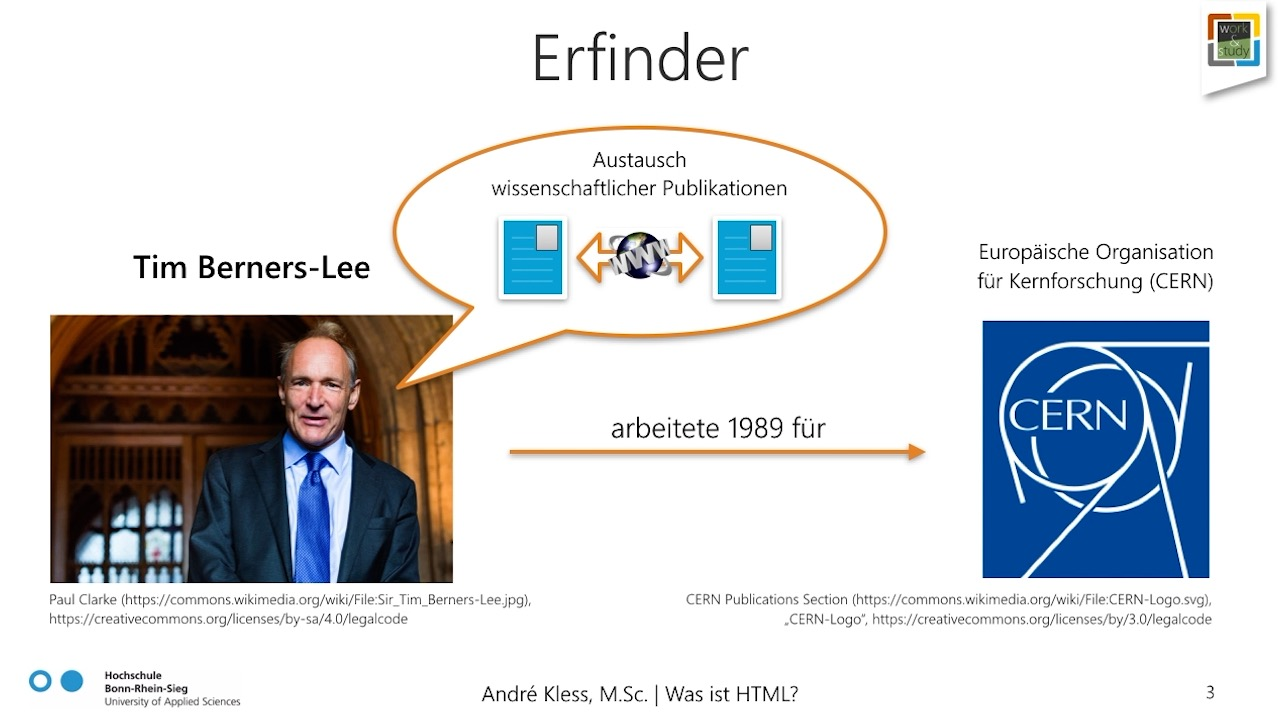 Erfinder
work
&
study
Austausch
wissenschaftlicher Publikationen
WWW
Tim Berners-Lee
Europäische Organisation
für Kernforschung (CERN)
CERN
arbeitete 1989 für
Paul Clarke (https://commons.wikimedia.org/wiki/File:Sir_Tim_Berners-Lee.jpg),
https://creativecommons.org/licenses/by-sa/4.0/legalcode
CERN Publications Section (https://commons.wikimedia.org/wiki/File:CERN-Logo.svg),
„CERN-Logo“, https://creativecommons.org/licenses/by/3.0/legalcode
Hochschule
Bonn-Rhein-Sieg
University of Applied Sciences
André Kless, M.Sc. | Was ist HTML?
3